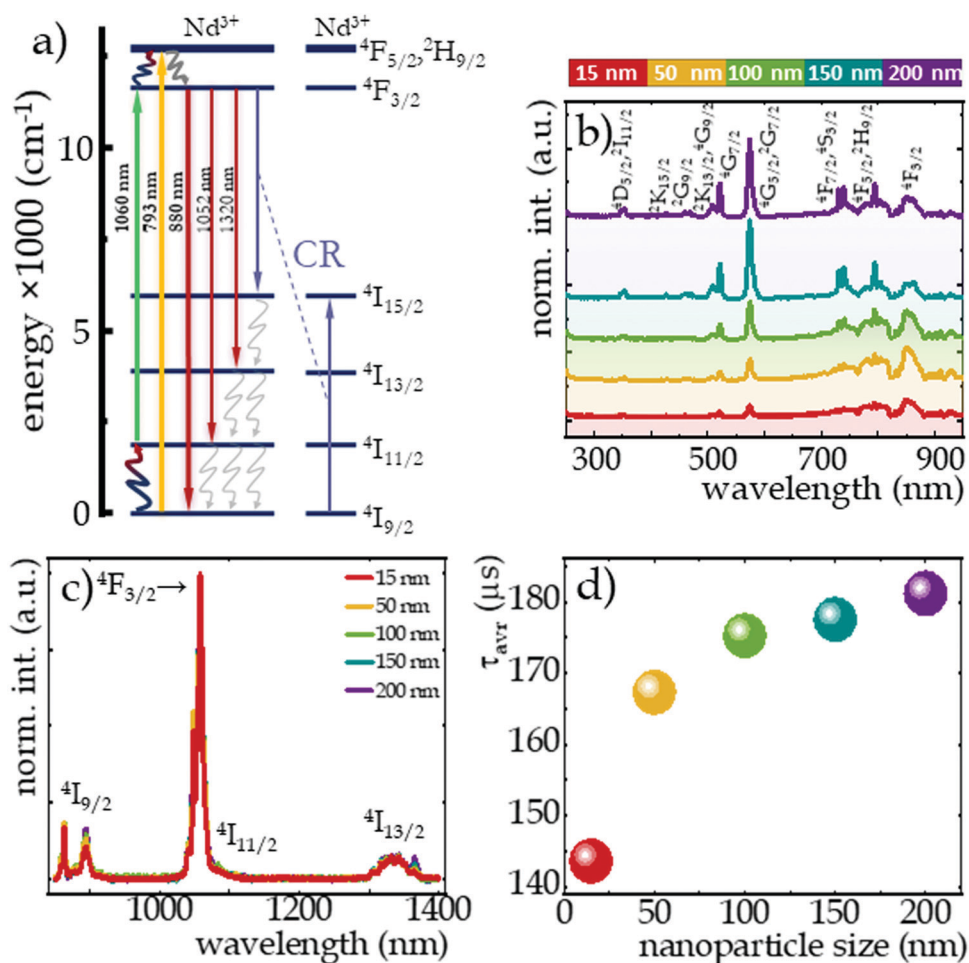 a)
Nd³⁺
Nd³⁺
⁴F₅/₂,²H₉/₂
⁴F₃/₂
10
5
0
energy ×1000 (cm⁻¹)
1060 nm
793 nm
880 nm
1052 nm
1320 nm
CR
⁴I₁₅/₂
⁴I₁₃/₂
⁴I₁₁/₂
⁴I₉/₂
15 nm 50 nm 100 nm 150 nm 200 nm
b)
norm. int. (a.u.)
⁴D₅/₂,²I₁₁/₂
²K₁₅/₂
²G₉/₂
²K₁₃/₂,⁴G₉/₂
⁴G₇/₂
⁴G₅/₂,²G₇/₂
⁴F₇/₂,⁴S₃/₂
⁴F₅/₂,²H₉/₂
⁴F₃/₂
300 500 700 900
wavelength (nm)
c)
⁴F₃/₂→
15 nm
50 nm
100 nm
150 nm
200 nm
norm. int. (a.u.)
⁴I₉/₂
⁴I₁₁/₂
⁴I₁₃/₂
1000 1200 1400
wavelength (nm)
d)
τavr (μs)
180
170
160
150
140
0 50 100 150 200
nanoparticle size (nm)